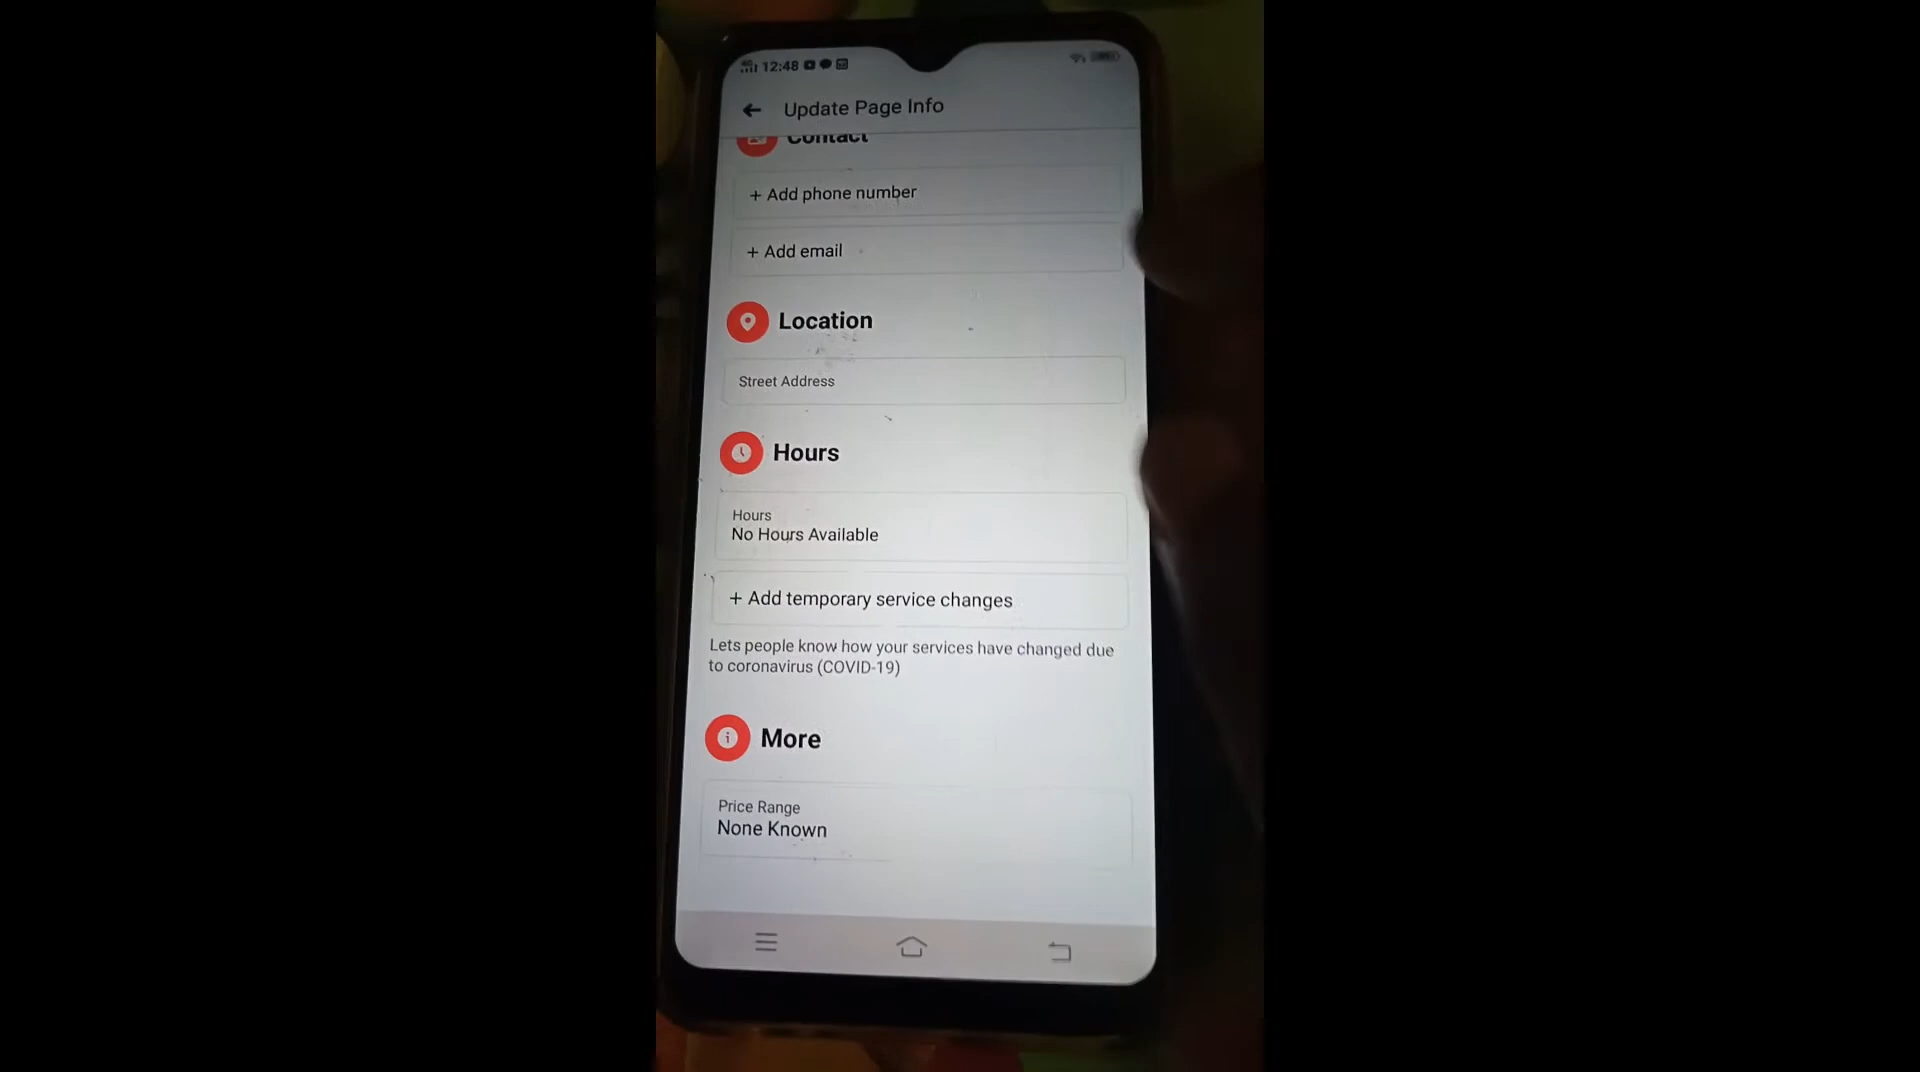 12:48
Update Page Info
Contact
+ Add phone number
+ Add email
Location
Street Address
Hours
Hours
No Hours Available
+ Add temporary service changes
Lets people know how your services have changed due
to coronavirus (COVID-19)
More
Price Range
None Known